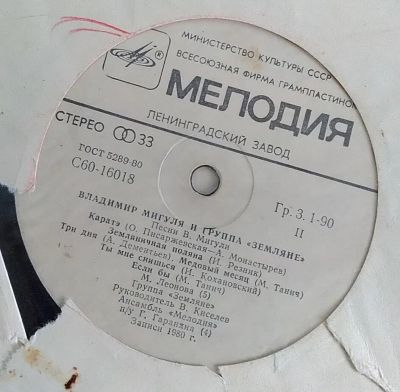 МИНИСТЕРСТВО КУЛЬТУРЫ СССР
ВСЕСОЮЗНАЯ ФИРМА ГРАМПЛАСТИНОК
®
МЕЛОДИЯ
ЛЕНИНГРАДСКИЙ ЗАВОД
СТЕРЕО 33
ГОСТ 5289-80
С60-16018
Гр. 3. 1-90
II
ВЛАДИМИР МИГУЛЯ И ГРУППА «ЗЕМЛЯНЕ»
Песни В. Мигули
Каратэ (О. Писаржевская—А. Монастырев)
Земляничная поляна (И. Резник)
Три дня (А. Дементьев), Медовый месяц (М. Танич)
Ты мне снишься (И. Кохановский)
Если бы (М. Танич)
М. Леонова (5)
Группа «Земляне»
Руководитель В. Киселев
Ансамбль «Мелодия»
п/у Г. Гараняна (4)
Записи 1980 г.